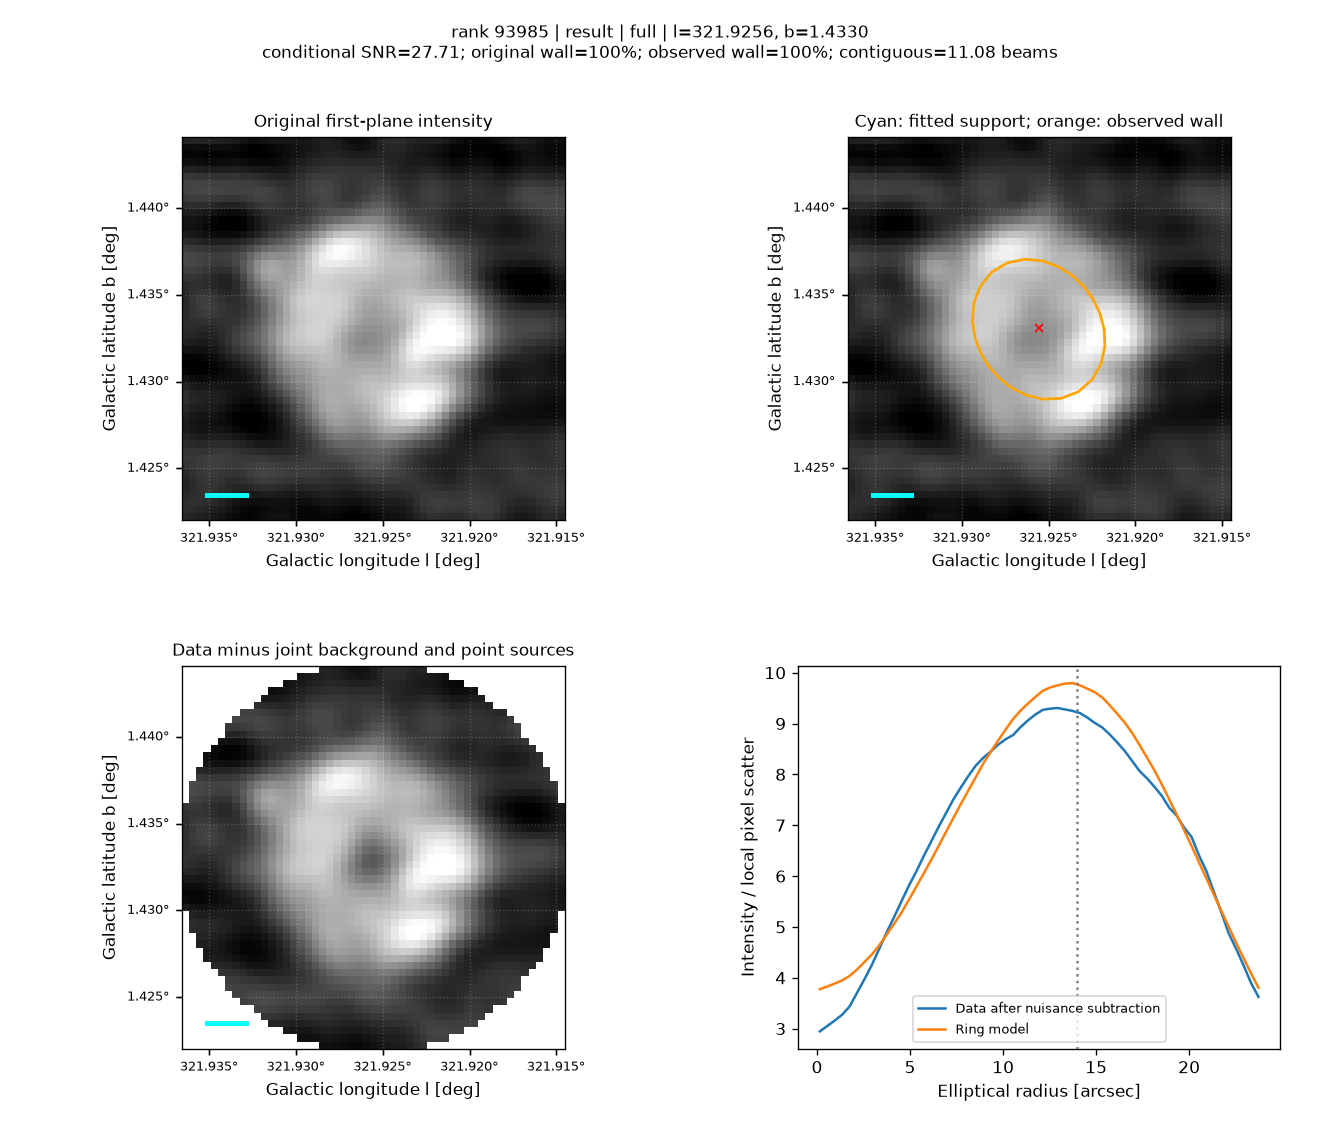 rank 93985 | result | full | l=321.9256, b=1.4330
conditional SNR=27.71; original wall=100%; observed wall=100%; contiguous=11.08 beams
Original first-plane intensity
Galactic latitude b [deg]
1.440°
1.435°
1.430°
1.425°
321.935° 321.930° 321.925° 321.920° 321.915°
Galactic longitude l [deg]
Cyan: fitted support; orange: observed wall
Galactic latitude b [deg]
1.440°
1.435°
1.430°
1.425°
321.935° 321.930° 321.925° 321.920° 321.915°
Galactic longitude l [deg]
Data minus joint background and point sources
Galactic latitude b [deg]
1.440°
1.435°
1.430°
1.425°
321.935° 321.930° 321.925° 321.920° 321.915°
Galactic longitude l [deg]
Intensity / local pixel scatter
10
9
8
7
6
5
4
3
Data after nuisance subtraction
Ring model
0 5 10 15 20
Elliptical radius [arcsec]